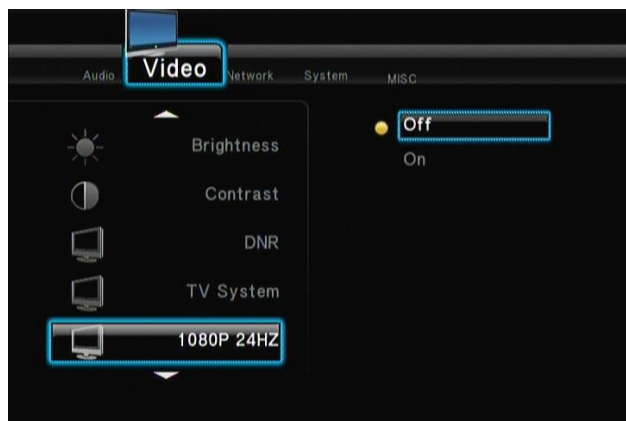 Audio Video Network System MISC
Brightness
Contrast
DNR
TV System
1080P 24HZ
Off
On